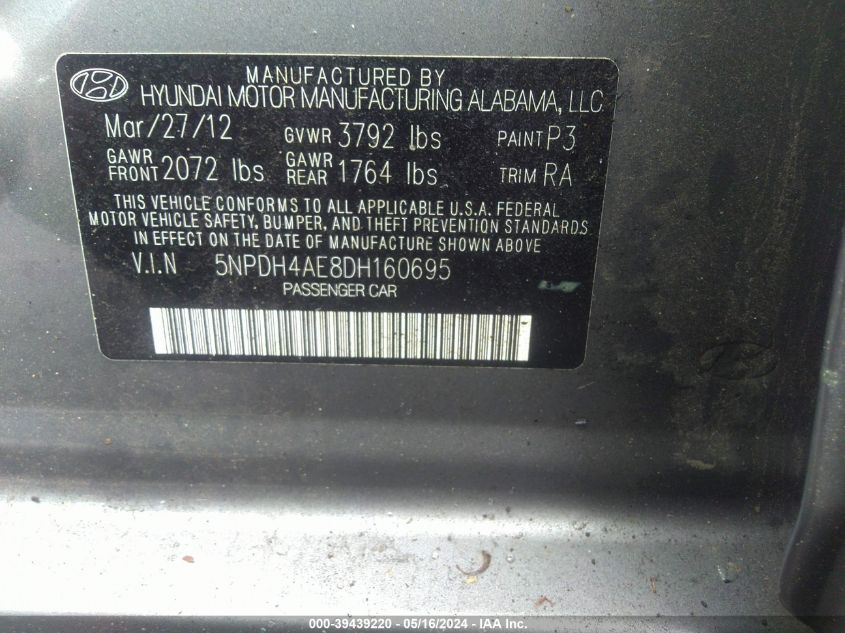 MANUFACTURED BY
HYUNDAI MOTOR MANUFACTURING ALABAMA, LLC
Mar/27/12 GVWR 3792 lbs PAINT P3
GAWR FRONT 2072 lbs GAWR REAR 1764 lbs TRIM RA
THIS VEHICLE CONFORMS TO ALL APPLICABLE U.S.A. FEDERAL
MOTOR VEHICLE SAFETY, BUMPER, AND THEFT PREVENTION STANDARDS
IN EFFECT ON THE DATE OF MANUFACTURE SHOWN ABOVE
V.I.N 5NPDH4AE8DH160695
PASSENGER CAR
000-39439220 - 05/16/2024 - IAA Inc.